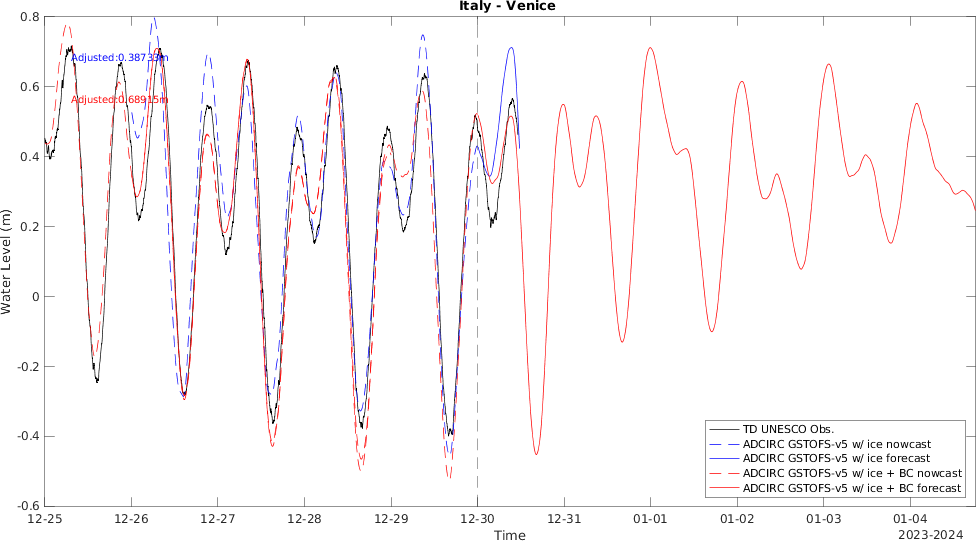 Italy - Venice
Water Level (m)
0.8
0.6
0.4
0.2
0
-0.2
-0.4
-0.6
Adjusted:0.38733m
Adjusted:0.68915m
TD UNESCO Obs.
ADCIRC GSTOFS-v5 w/ ice nowcast
ADCIRC GSTOFS-v5 w/ ice forecast
ADCIRC GSTOFS-v5 w/ ice + BC nowcast
ADCIRC GSTOFS-v5 w/ ice + BC forecast
12-25 12-26 12-27 12-28 12-29 12-30 12-31 01-01 01-02 01-03 01-04
Time
2023-2024